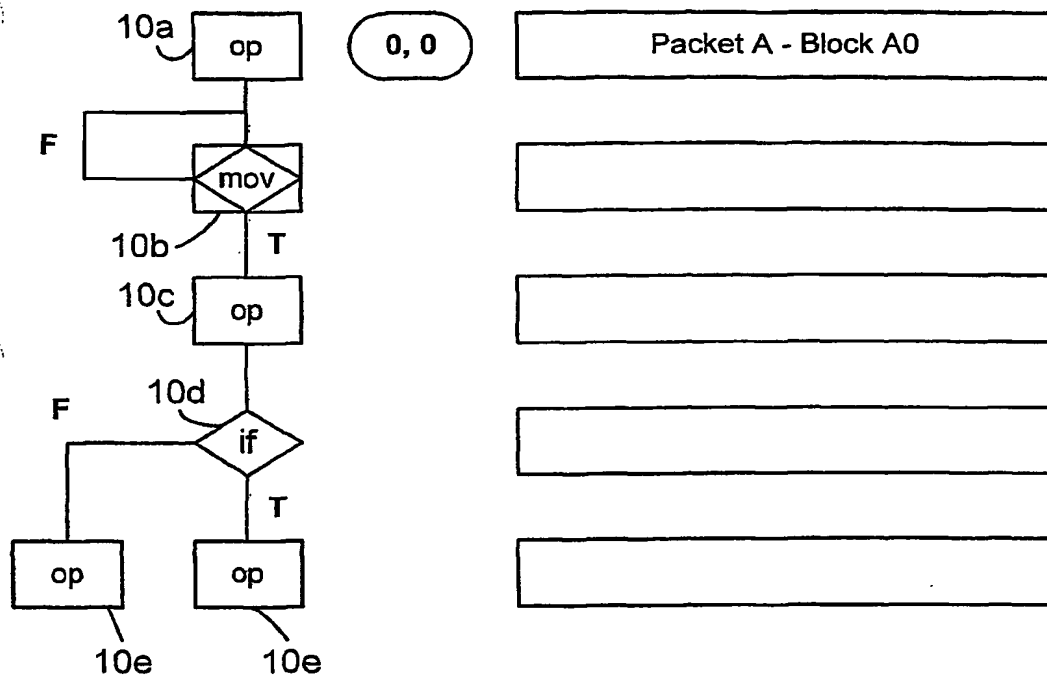 10a
op
0, 0
Packet A - Block A0
F
mov
10b
T
10c
op
10d
F
if
T
op
op
10e
10e